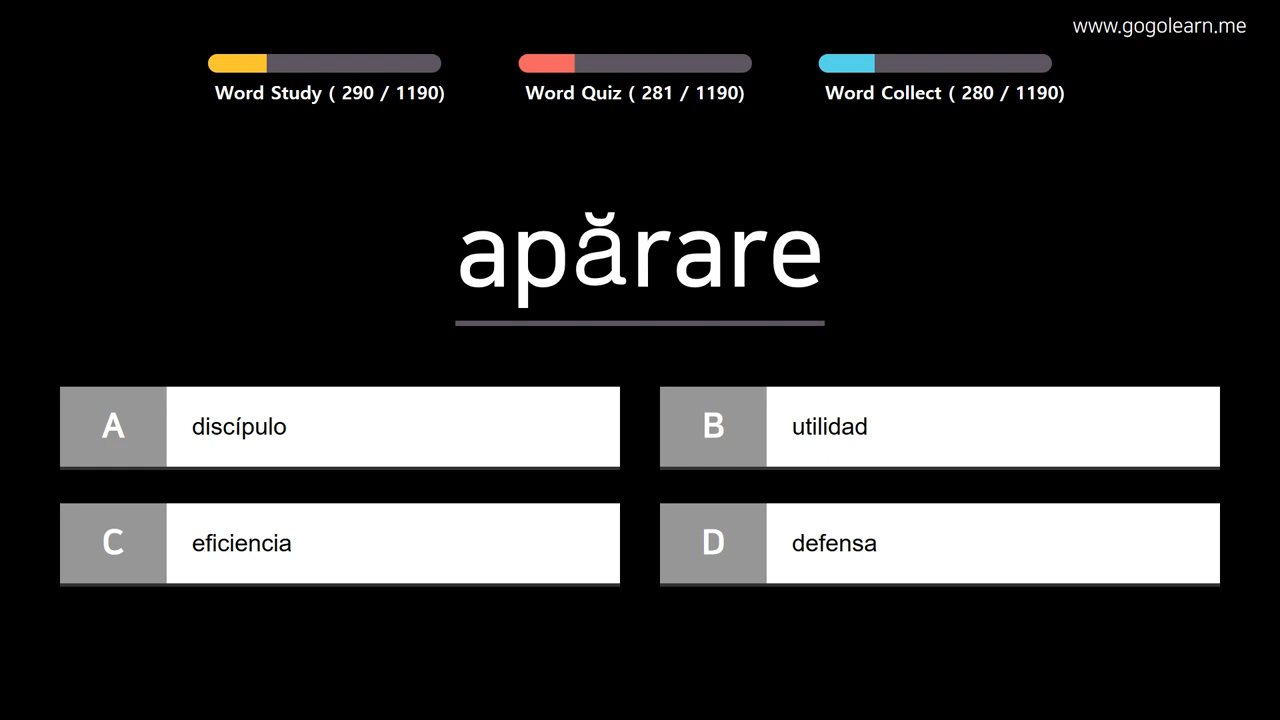 www.gogolearn.me
Word Study ( 290 / 1190)
Word Quiz ( 281 / 1190)
Word Collect ( 280 / 1190)
apărare
A discípulo
B utilidad
C eficiencia
D defensa